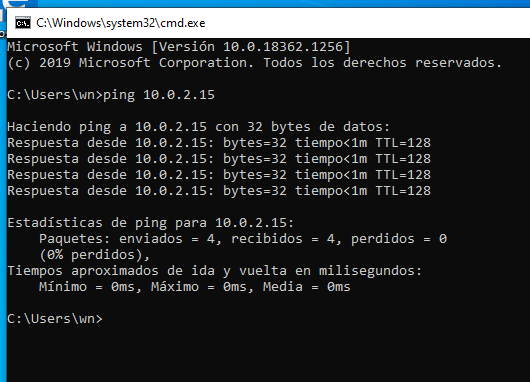 C:\Windows\system32\cmd.exe
Microsoft Windows [Versión 10.0.18362.1256]
(c) 2019 Microsoft Corporation. Todos los derechos reservados.
C:\Users\wn>ping 10.0.2.15
Haciendo ping a 10.0.2.15 con 32 bytes de datos:
Respuesta desde 10.0.2.15: bytes=32 tiempo<1m TTL=128
Respuesta desde 10.0.2.15: bytes=32 tiempo<1m TTL=128
Respuesta desde 10.0.2.15: bytes=32 tiempo<1m TTL=128
Respuesta desde 10.0.2.15: bytes=32 tiempo<1m TTL=128
Estadísticas de ping para 10.0.2.15:
Paquetes: enviados = 4, recibidos = 4, perdidos = 0
(0% perdidos),
Tiempos aproximados de ida y vuelta en milisegundos:
Mínimo = 0ms, Máximo = 0ms, Media = 0ms
C:\Users\wn>